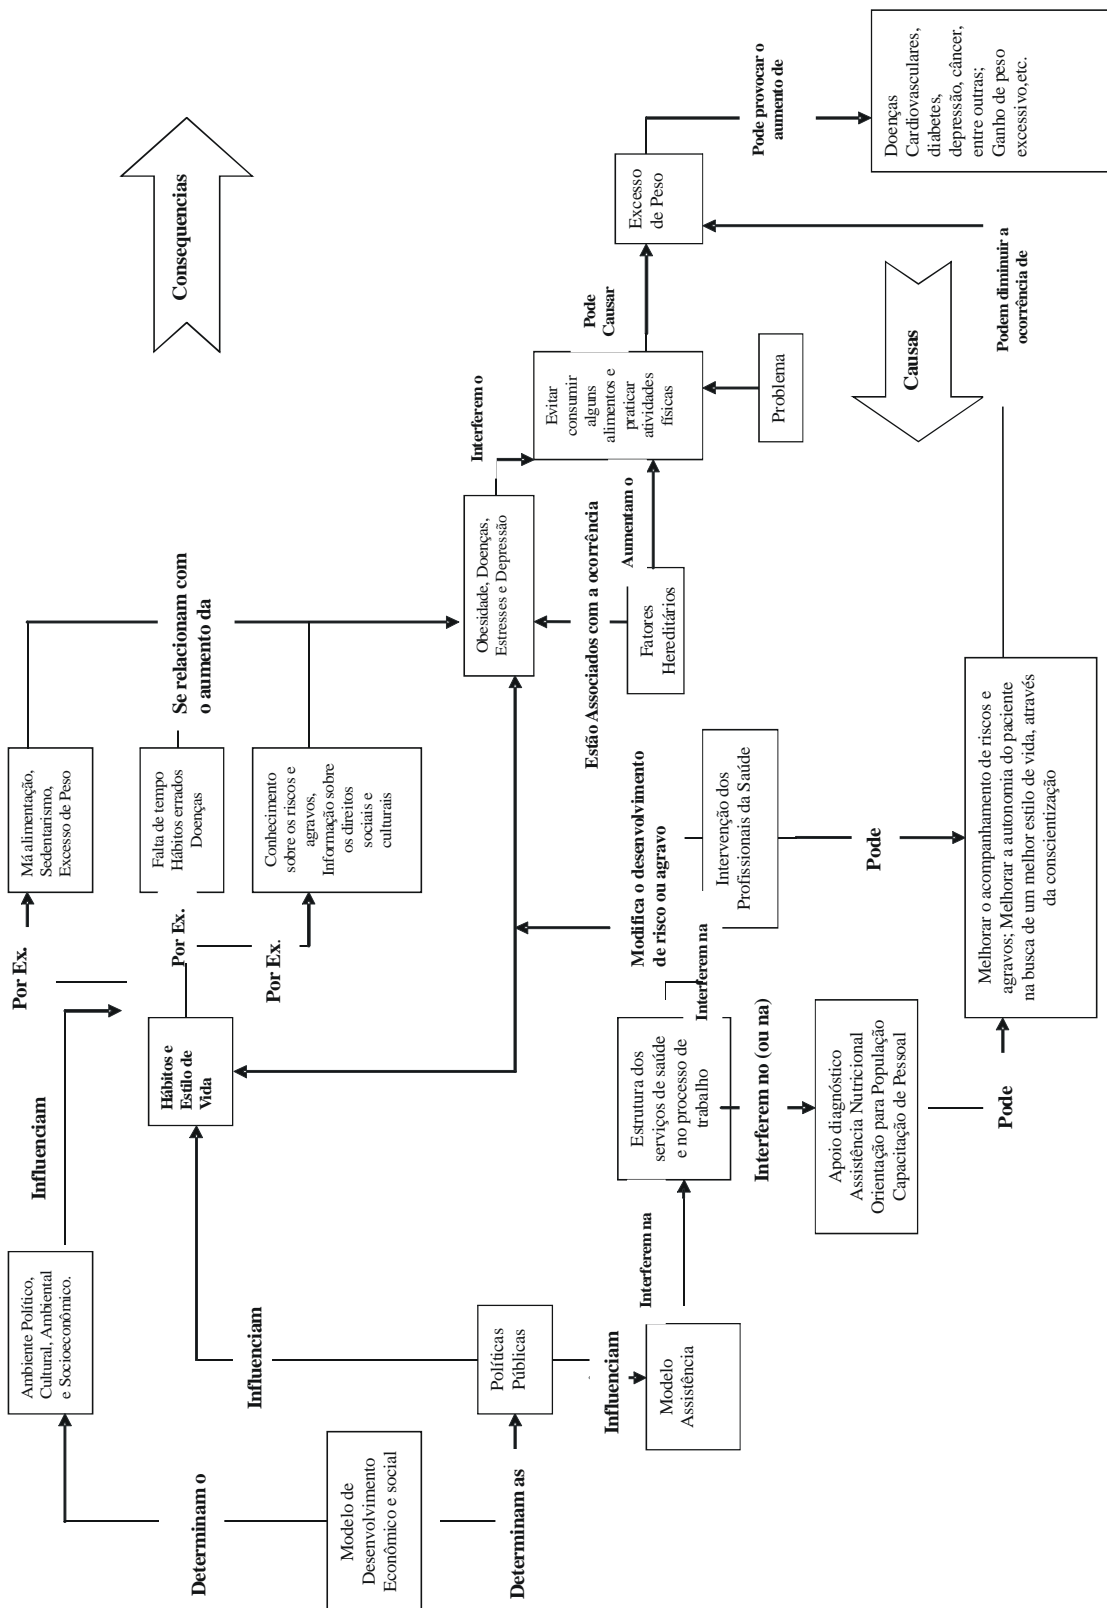 Modelo de
Desenvolvimento
Econômico e social
Determinam o
Determinam as
Ambiente Político,
Cultural, Ambiental
e Socioeconômico.
Políticas
Públicas
Influenciam
Influenciam
Influenciam
Modelo
Assistência
Interferem na
Hábitos e
Estilo de
Vida
Estrutura dos
serviços de saúde
e no processo de
trabalho
Interferem no (ou na)
Apoio diagnóstico
Assistência Nutricional
Orientação para População
Capacitação de Pessoal
Pode
Por Ex.
Por Ex.
Por Ex.
Má alimentação,
Sedentarismo,
Excesso de Peso
Falta de tempo
Hábitos errados
Doenças
Conhecimento
sobre os riscos e
agravos,
Informação sobre
os direitos
sociais e
culturais
Modifica o desenvolvimento
de risco ou agravo
Interferem na
Intervenção dos
Profissionais da Saúde
Pode
Melhorar o acompanhamento de riscos e
agravos; Melhorar a autonomia do paciente
na busca de um melhor estilo de vida, através
da conscientização
Se relacionam com
o aumento da
Obesidade, Doenças,
Estresses e Depressão
Estão Associados com a ocorrência
Fatores
Hereditários
Aumentam o
Interferem o
Evitar
consumir
alguns
alimentos e
praticar
atividades
físicas
Problema
Pode
Causar
Excesso
de Peso
Causas
Podem diminuir a
ocorrência de
Consequencias
Pode provocar o
aumento de
Doenças
Cardiovasculares,
diabetes,
depressão, câncer,
entre outras;
Ganho de peso
excessivo,etc.